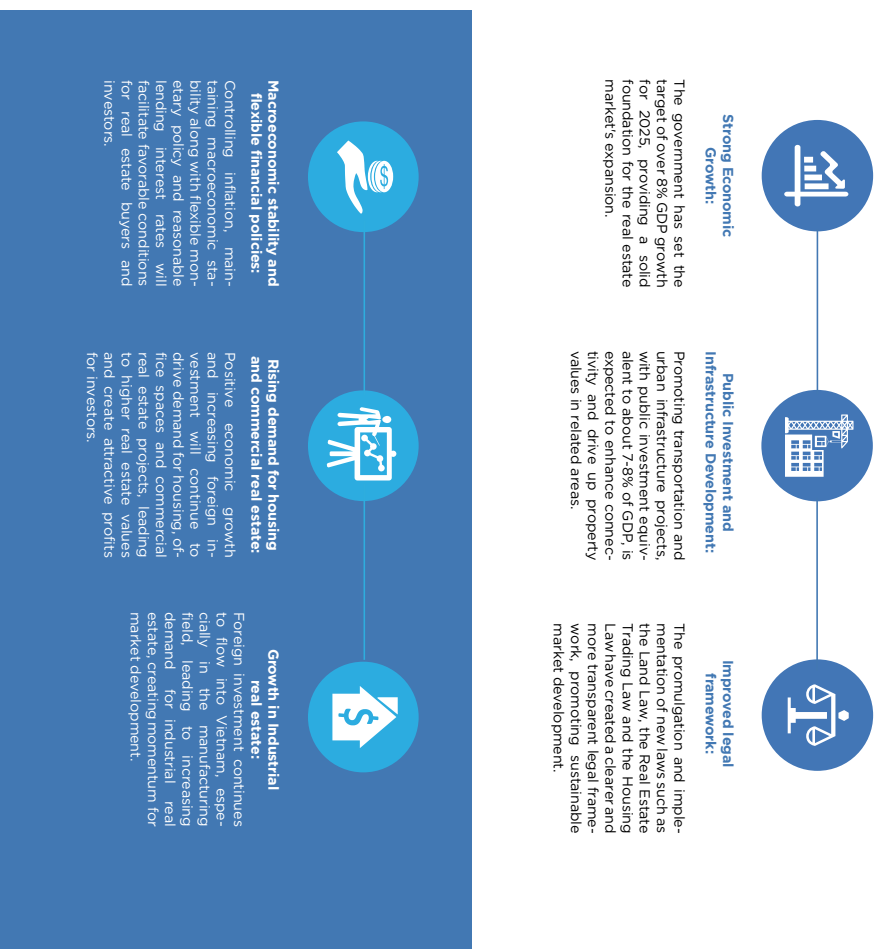 Strong Economic
Growth:
The government has set the
target of over 8% GDP growth
for 2025, providing a solid
foundation for the real estate
market's expansion.
Public Investment and
Infrastructure Development:
Promoting transportation and
urban infrastructure projects,
with public investment equiv-
alent to about 7-8% of GDP, is
expected to enhance connec-
tivity and drive up property
values in related areas.
Improved legal
framework:
The promulgation and imple-
mentation of new laws such as
the Land Law, the Real Estate
Trading Law and the Housing
Law have created a clearer and
more transparent legal frame-
work, promoting sustainable
market development.
Macroeconomic stability and
flexible financial policies:
Controlling inflation, main-
taining macroeconomic sta-
bility along with flexible mon-
etary policy and reasonable
lending interest rates will
facilitate favorable conditions
for real estate buyers and
investors.
Rising demand for housing
and commercial real estate:
Positive economic growth
and increasing foreign in-
vestment will continue to
drive demand for housing, of-
fice spaces and commercial
real estate projects, leading
to higher real estate values
and create attractive profits
for investors.
Growth in Industrial
real estate:
Foreign investment continues
to flow into Vietnam, espe-
cially in the manufacturing
field, leading to increasing
demand for industrial real
estate, creating momentum for
market development.